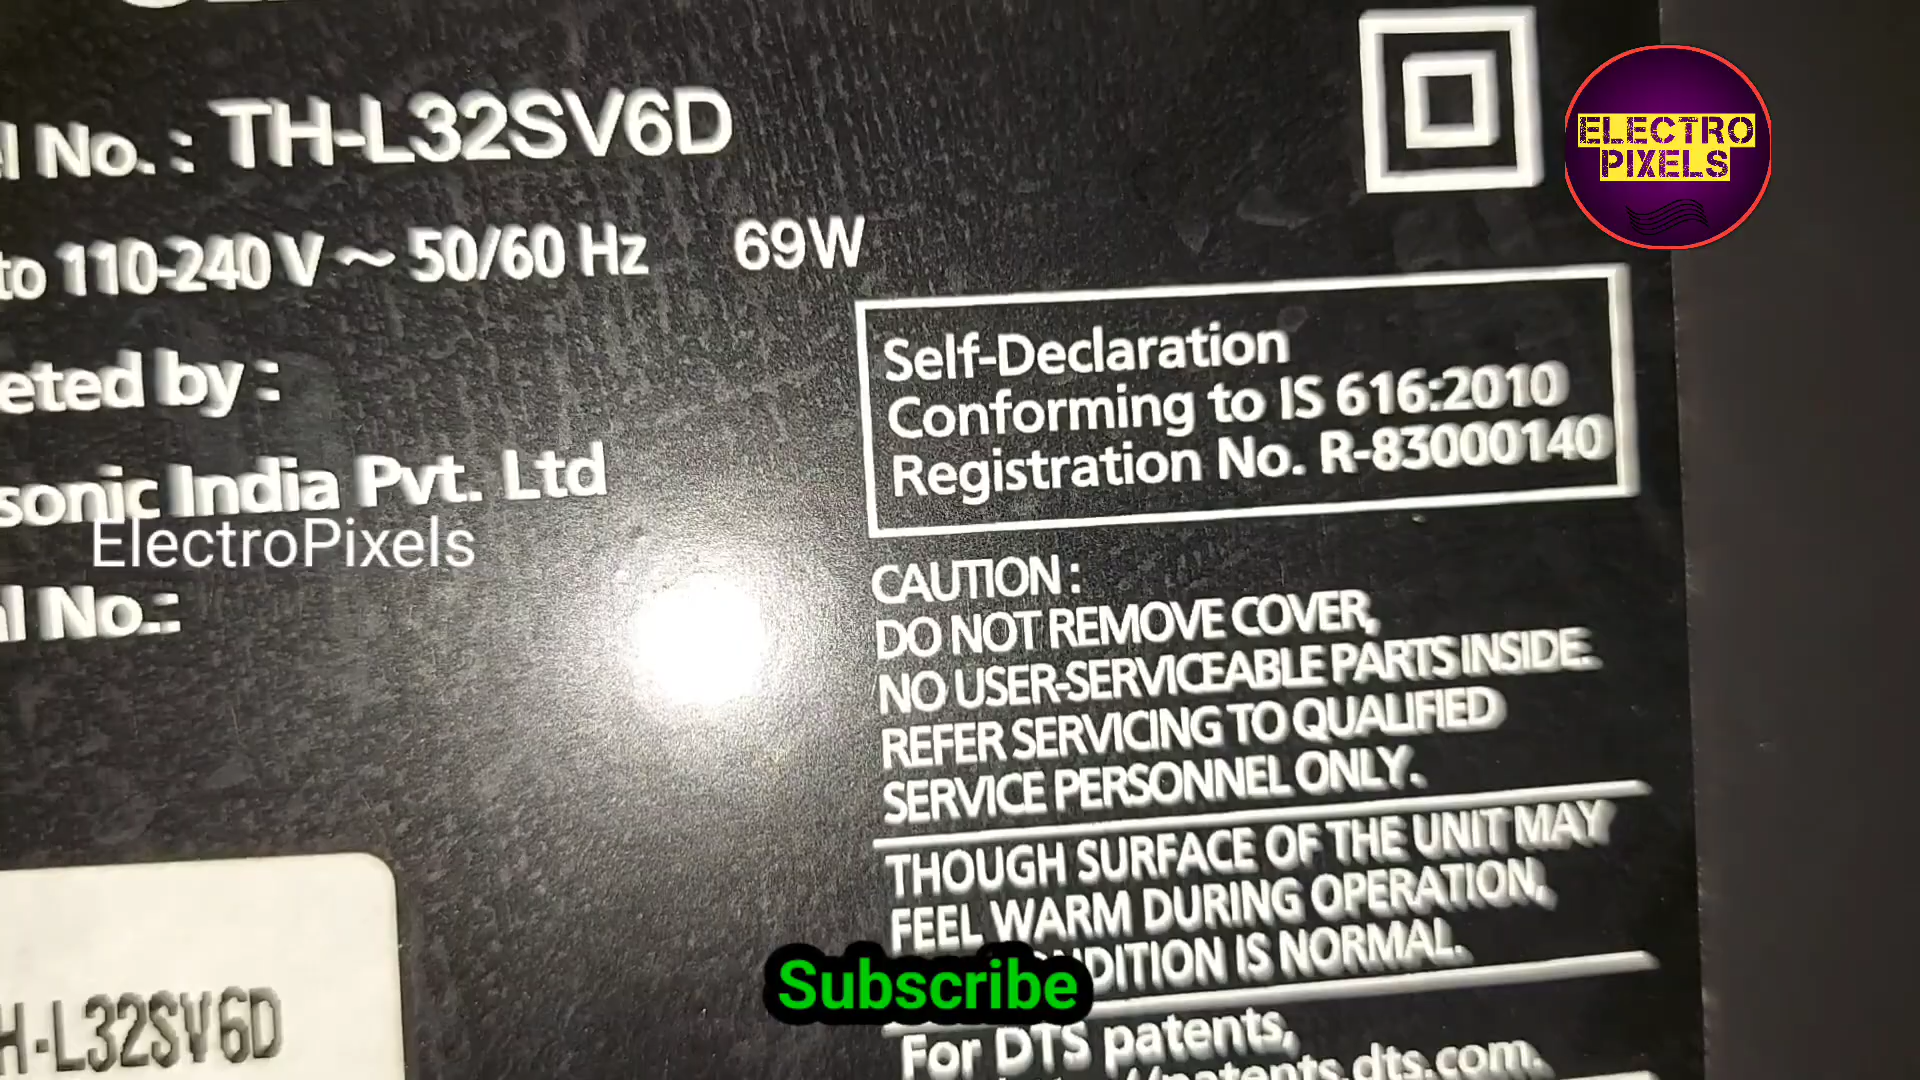 l No. : TH-L32SV6D
to 110-240 V ~ 50/60 Hz 69W
eted by :
sonic India Pvt. Ltd
ElectroPixels
l No.:
H-L32SV6D
ELECTRO
PIXELS
Self-Declaration
Conforming to IS 616:2010
Registration No. R-83000140
CAUTION :
DO NOT REMOVE COVER,
NO USER-SERVICEABLE PARTS INSIDE.
REFER SERVICING TO QUALIFIED
SERVICE PERSONNEL ONLY.
THOUGH SURFACE OF THE UNIT MAY
FEEL WARM DURING OPERATION,
NDITION IS NORMAL.
Subscribe
For DTS patents,
//patents.dts.com.